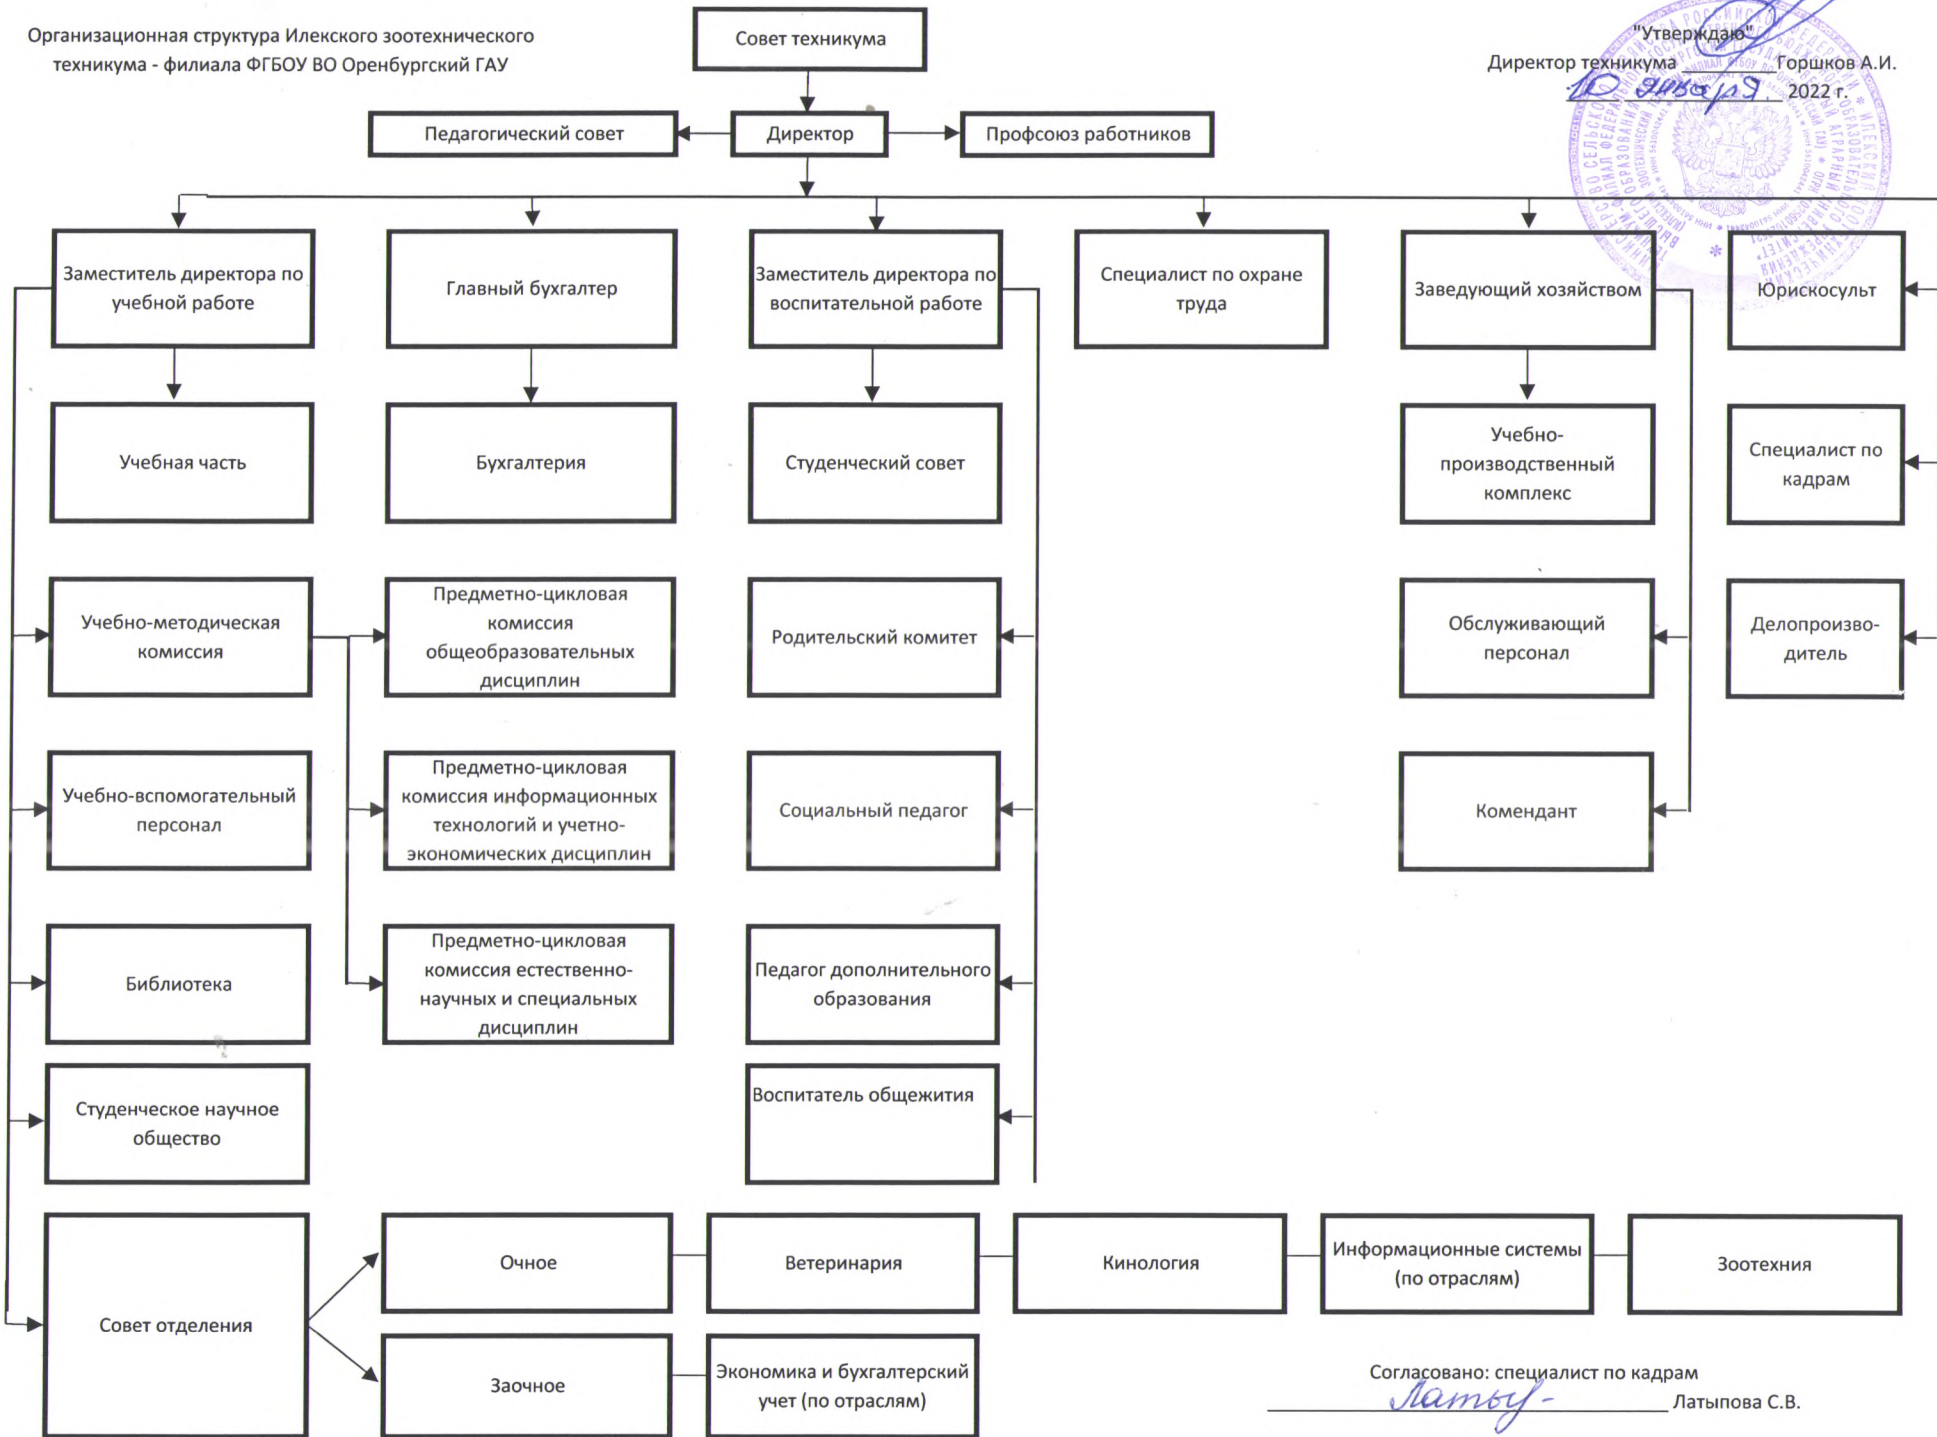 Организационная структура Илекского зоотехнического
техникума - филиала ФГБОУ ВО Оренбургский ГАУ
Совет техникума
"Утверждаю"
Директор техникума Горшков А.И.
10 января 2022 г.
Педагогический совет
Директор
Профсоюз работников
Заместитель директора по
учебной работе
Главный бухгалтер
Заместитель директора по
воспитательной работе
Специалист по охране
труда
Заведующий хозяйством
Юрискосульт
Учебная часть
Бухгалтерия
Студенческий совет
Учебно-
производственный
комплекс
Специалист по
кадрам
Учебно-методическая
комиссия
Предметно-цикловая
комиссия
общеобразовательных
дисциплин
Родительский комитет
Обслуживающий
персонал
Делопроизво-
дитель
Учебно-вспомогательный
персонал
Предметно-цикловая
комиссия информационных
технологий и учетно-
экономических дисциплин
Социальный педагог
Комендант
Библиотека
Предметно-цикловая
комиссия естественно-
научных и специальных
дисциплин
Педагог дополнительного
образования
Студенческое научное
общество
Воспитатель общежития
Совет отделения
Очное
Ветеринария
Кинология
Информационные системы
(по отраслям)
Зоотехния
Заочное
Экономика и бухгалтерский
учет (по отраслям)
Согласовано: специалист по кадрам
Латыпова С.В.